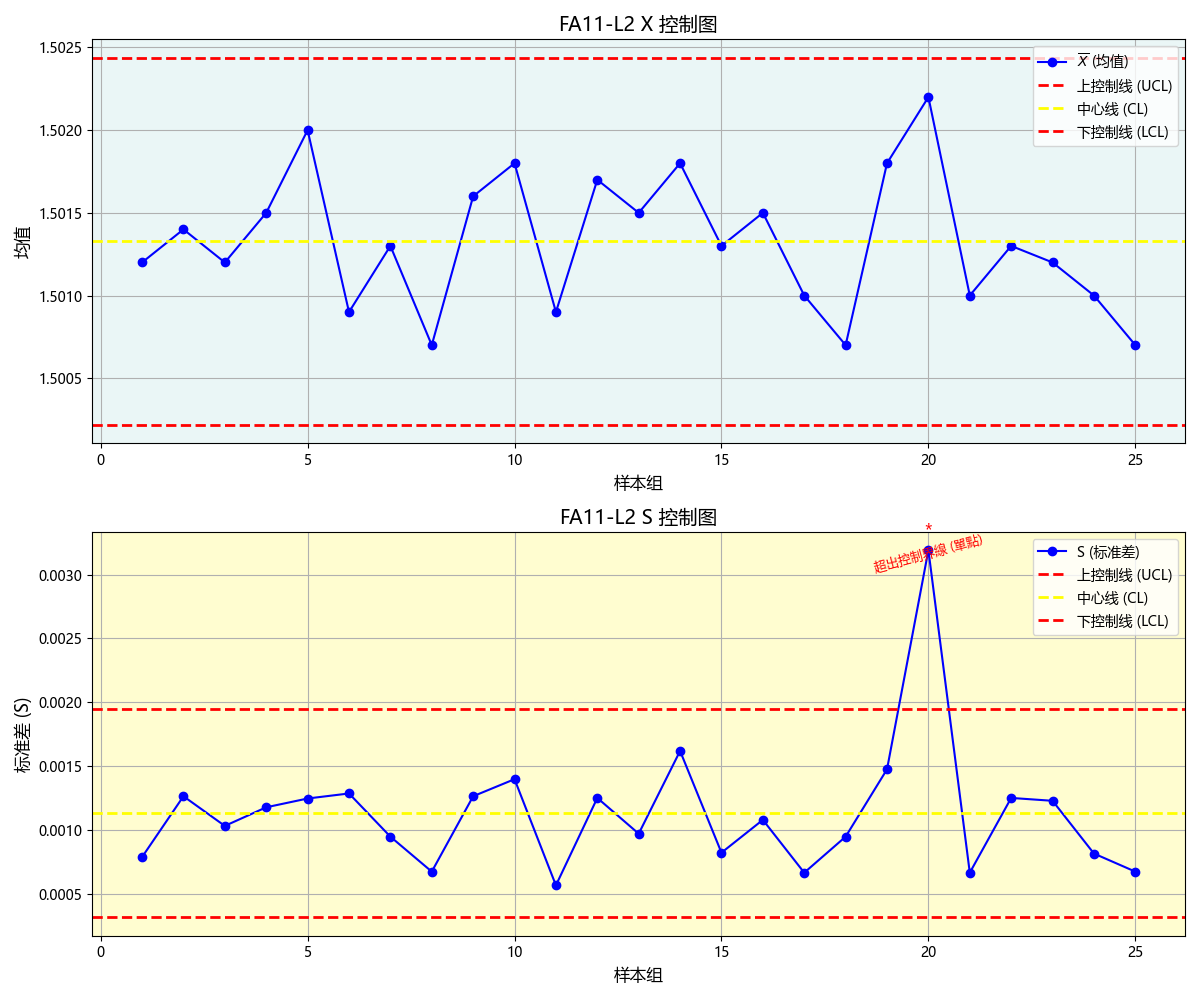 FA11-L2 X 控制图
均值
1.5025
1.5020
1.5015
1.5010
1.5005
X (均值)
上控制线 (UCL)
中心线 (CL)
下控制线 (LCL)
0 5 10 15 20 25
样本组
FA11-L2 S 控制图
标准差 (S)
0.0030
0.0025
0.0020
0.0015
0.0010
0.0005
*
超出控制界線 (單點)
S (标准差)
上控制线 (UCL)
中心线 (CL)
下控制线 (LCL)
0 5 10 15 20 25
样本组